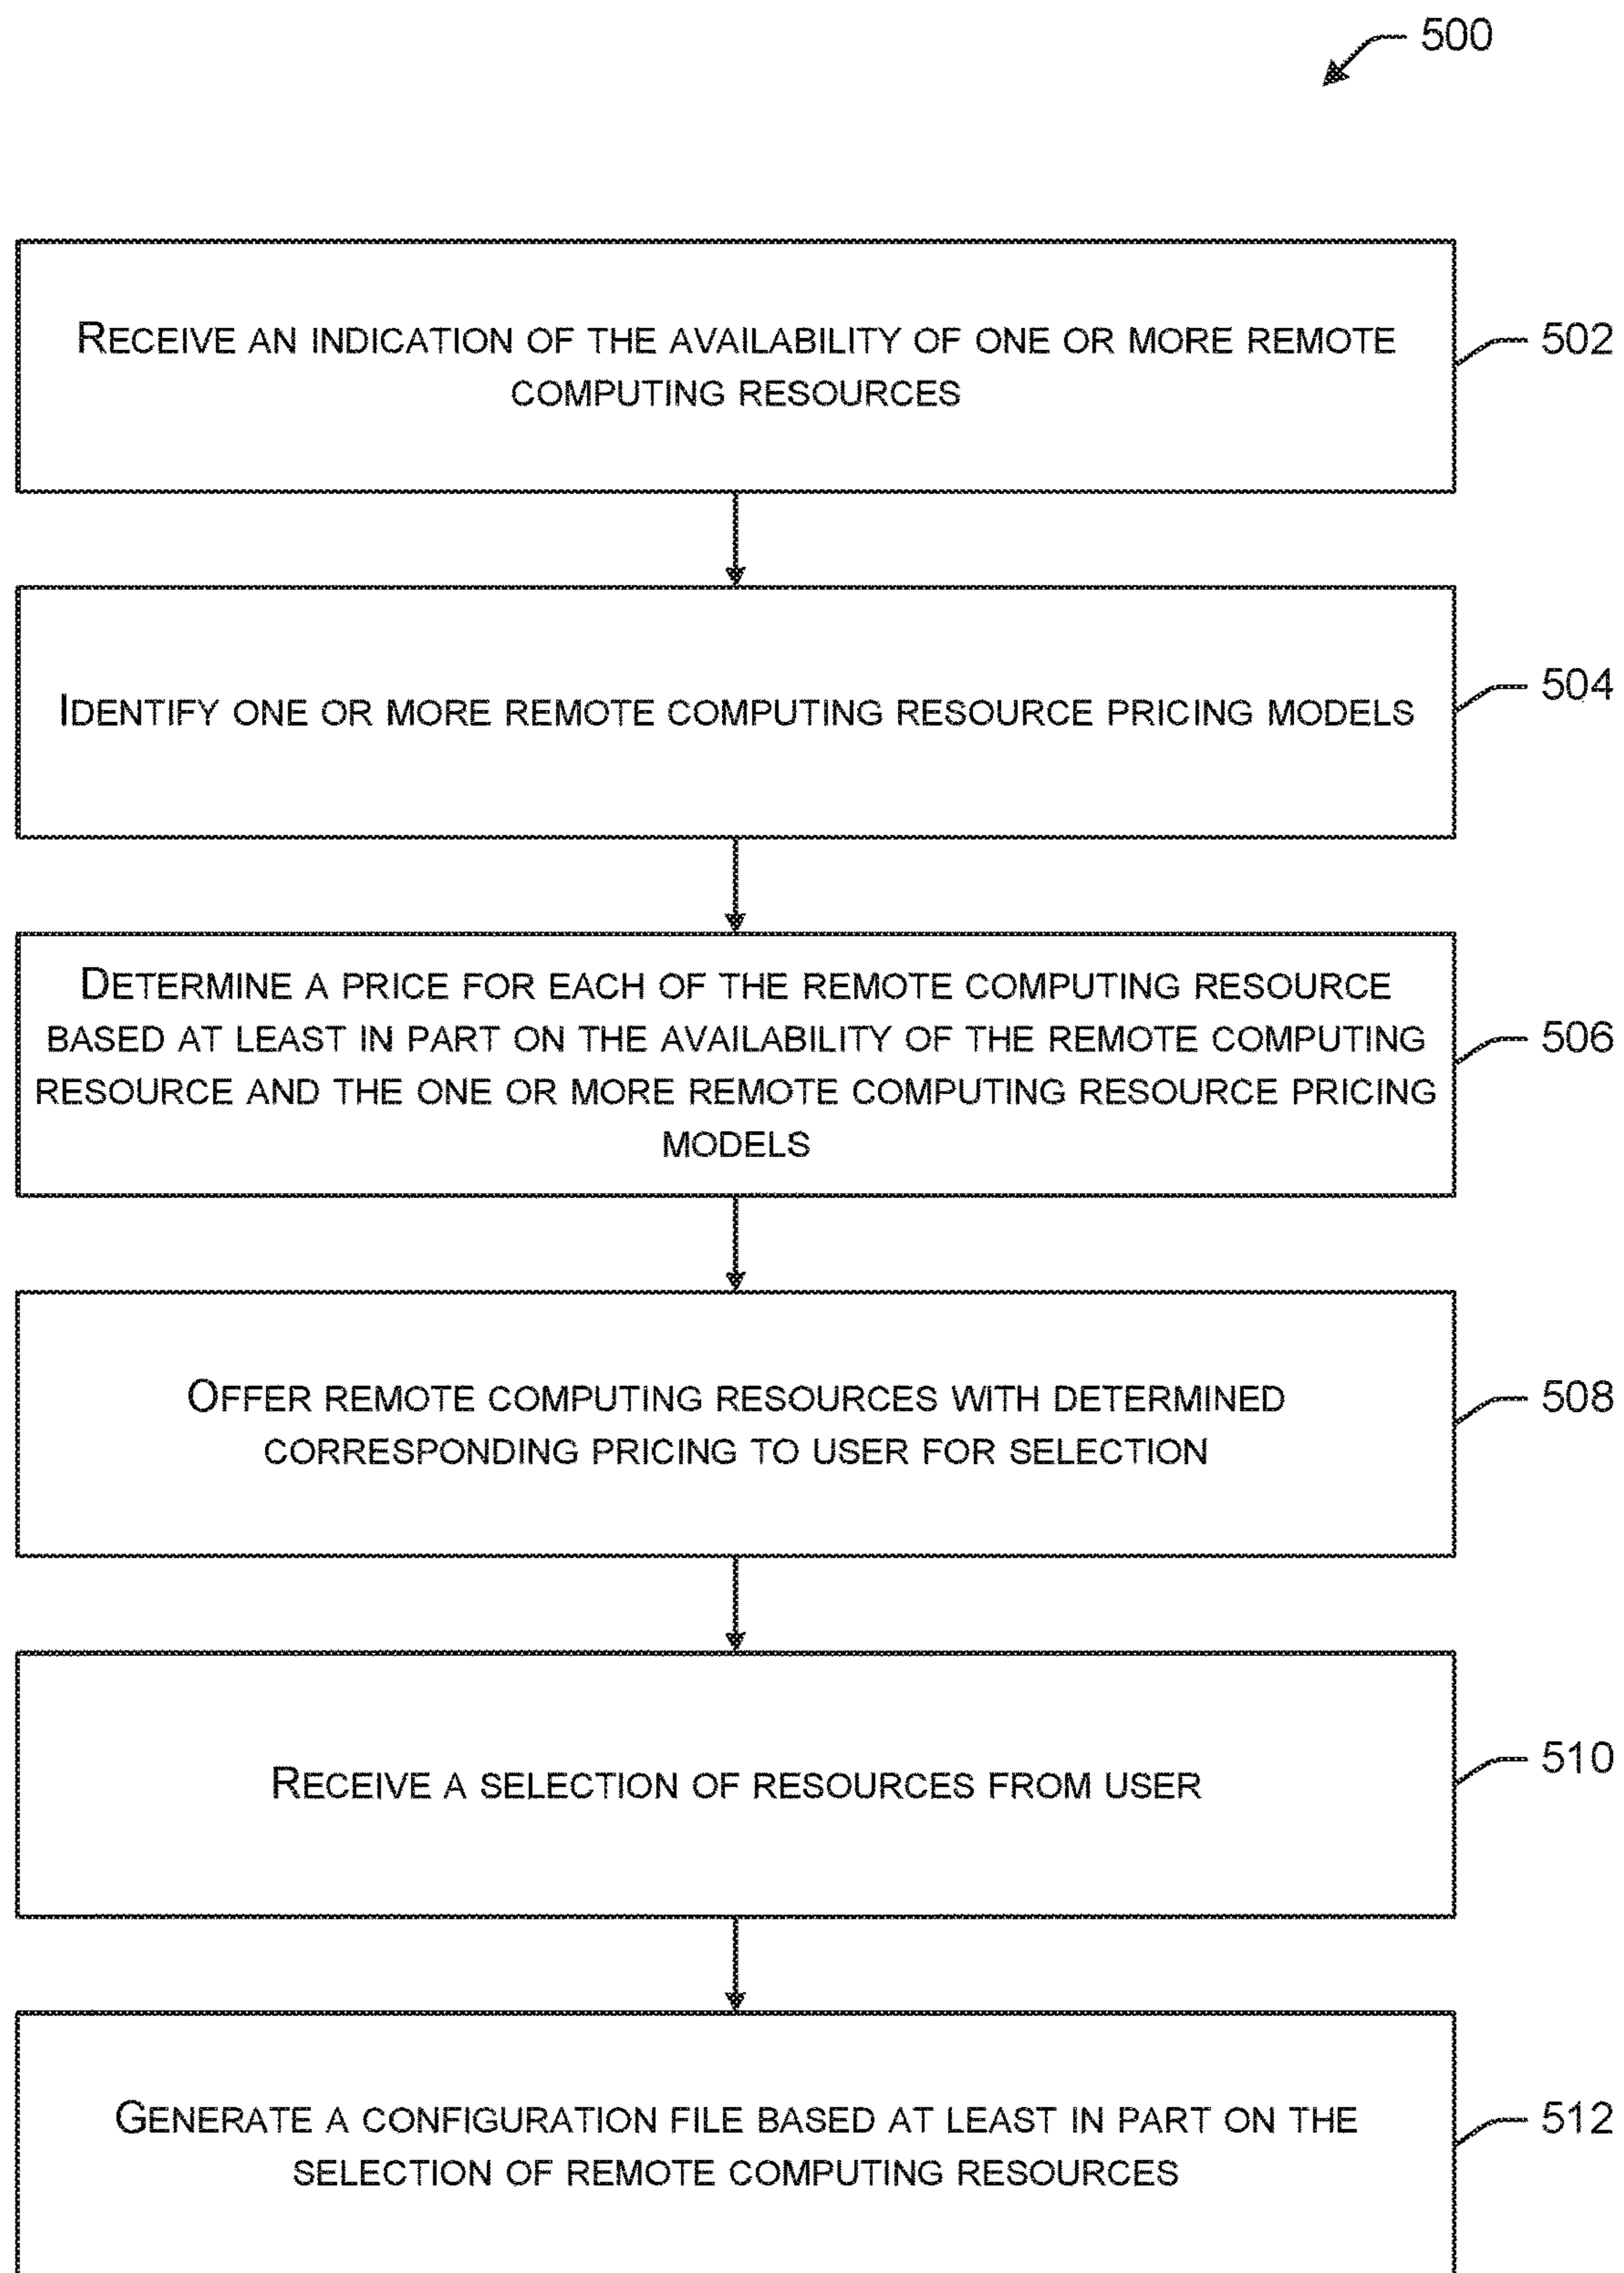 500
RECEIVE AN INDICATION OF THE AVAILABILITY OF ONE OR MORE REMOTE
COMPUTING RESOURCES
502
IDENTIFY ONE OR MORE REMOTE COMPUTING RESOURCE PRICING MODELS
504
DETERMINE A PRICE FOR EACH OF THE REMOTE COMPUTING RESOURCE
BASED AT LEAST IN PART ON THE AVAILABILITY OF THE REMOTE COMPUTING
RESOURCE AND THE ONE OR MORE REMOTE COMPUTING RESOURCE PRICING
MODELS
506
OFFER REMOTE COMPUTING RESOURCES WITH DETERMINED
CORRESPONDING PRICING TO USER FOR SELECTION
508
RECEIVE A SELECTION OF RESOURCES FROM USER
510
GENERATE A CONFIGURATION FILE BASED AT LEAST IN PART ON THE
SELECTION OF REMOTE COMPUTING RESOURCES
512